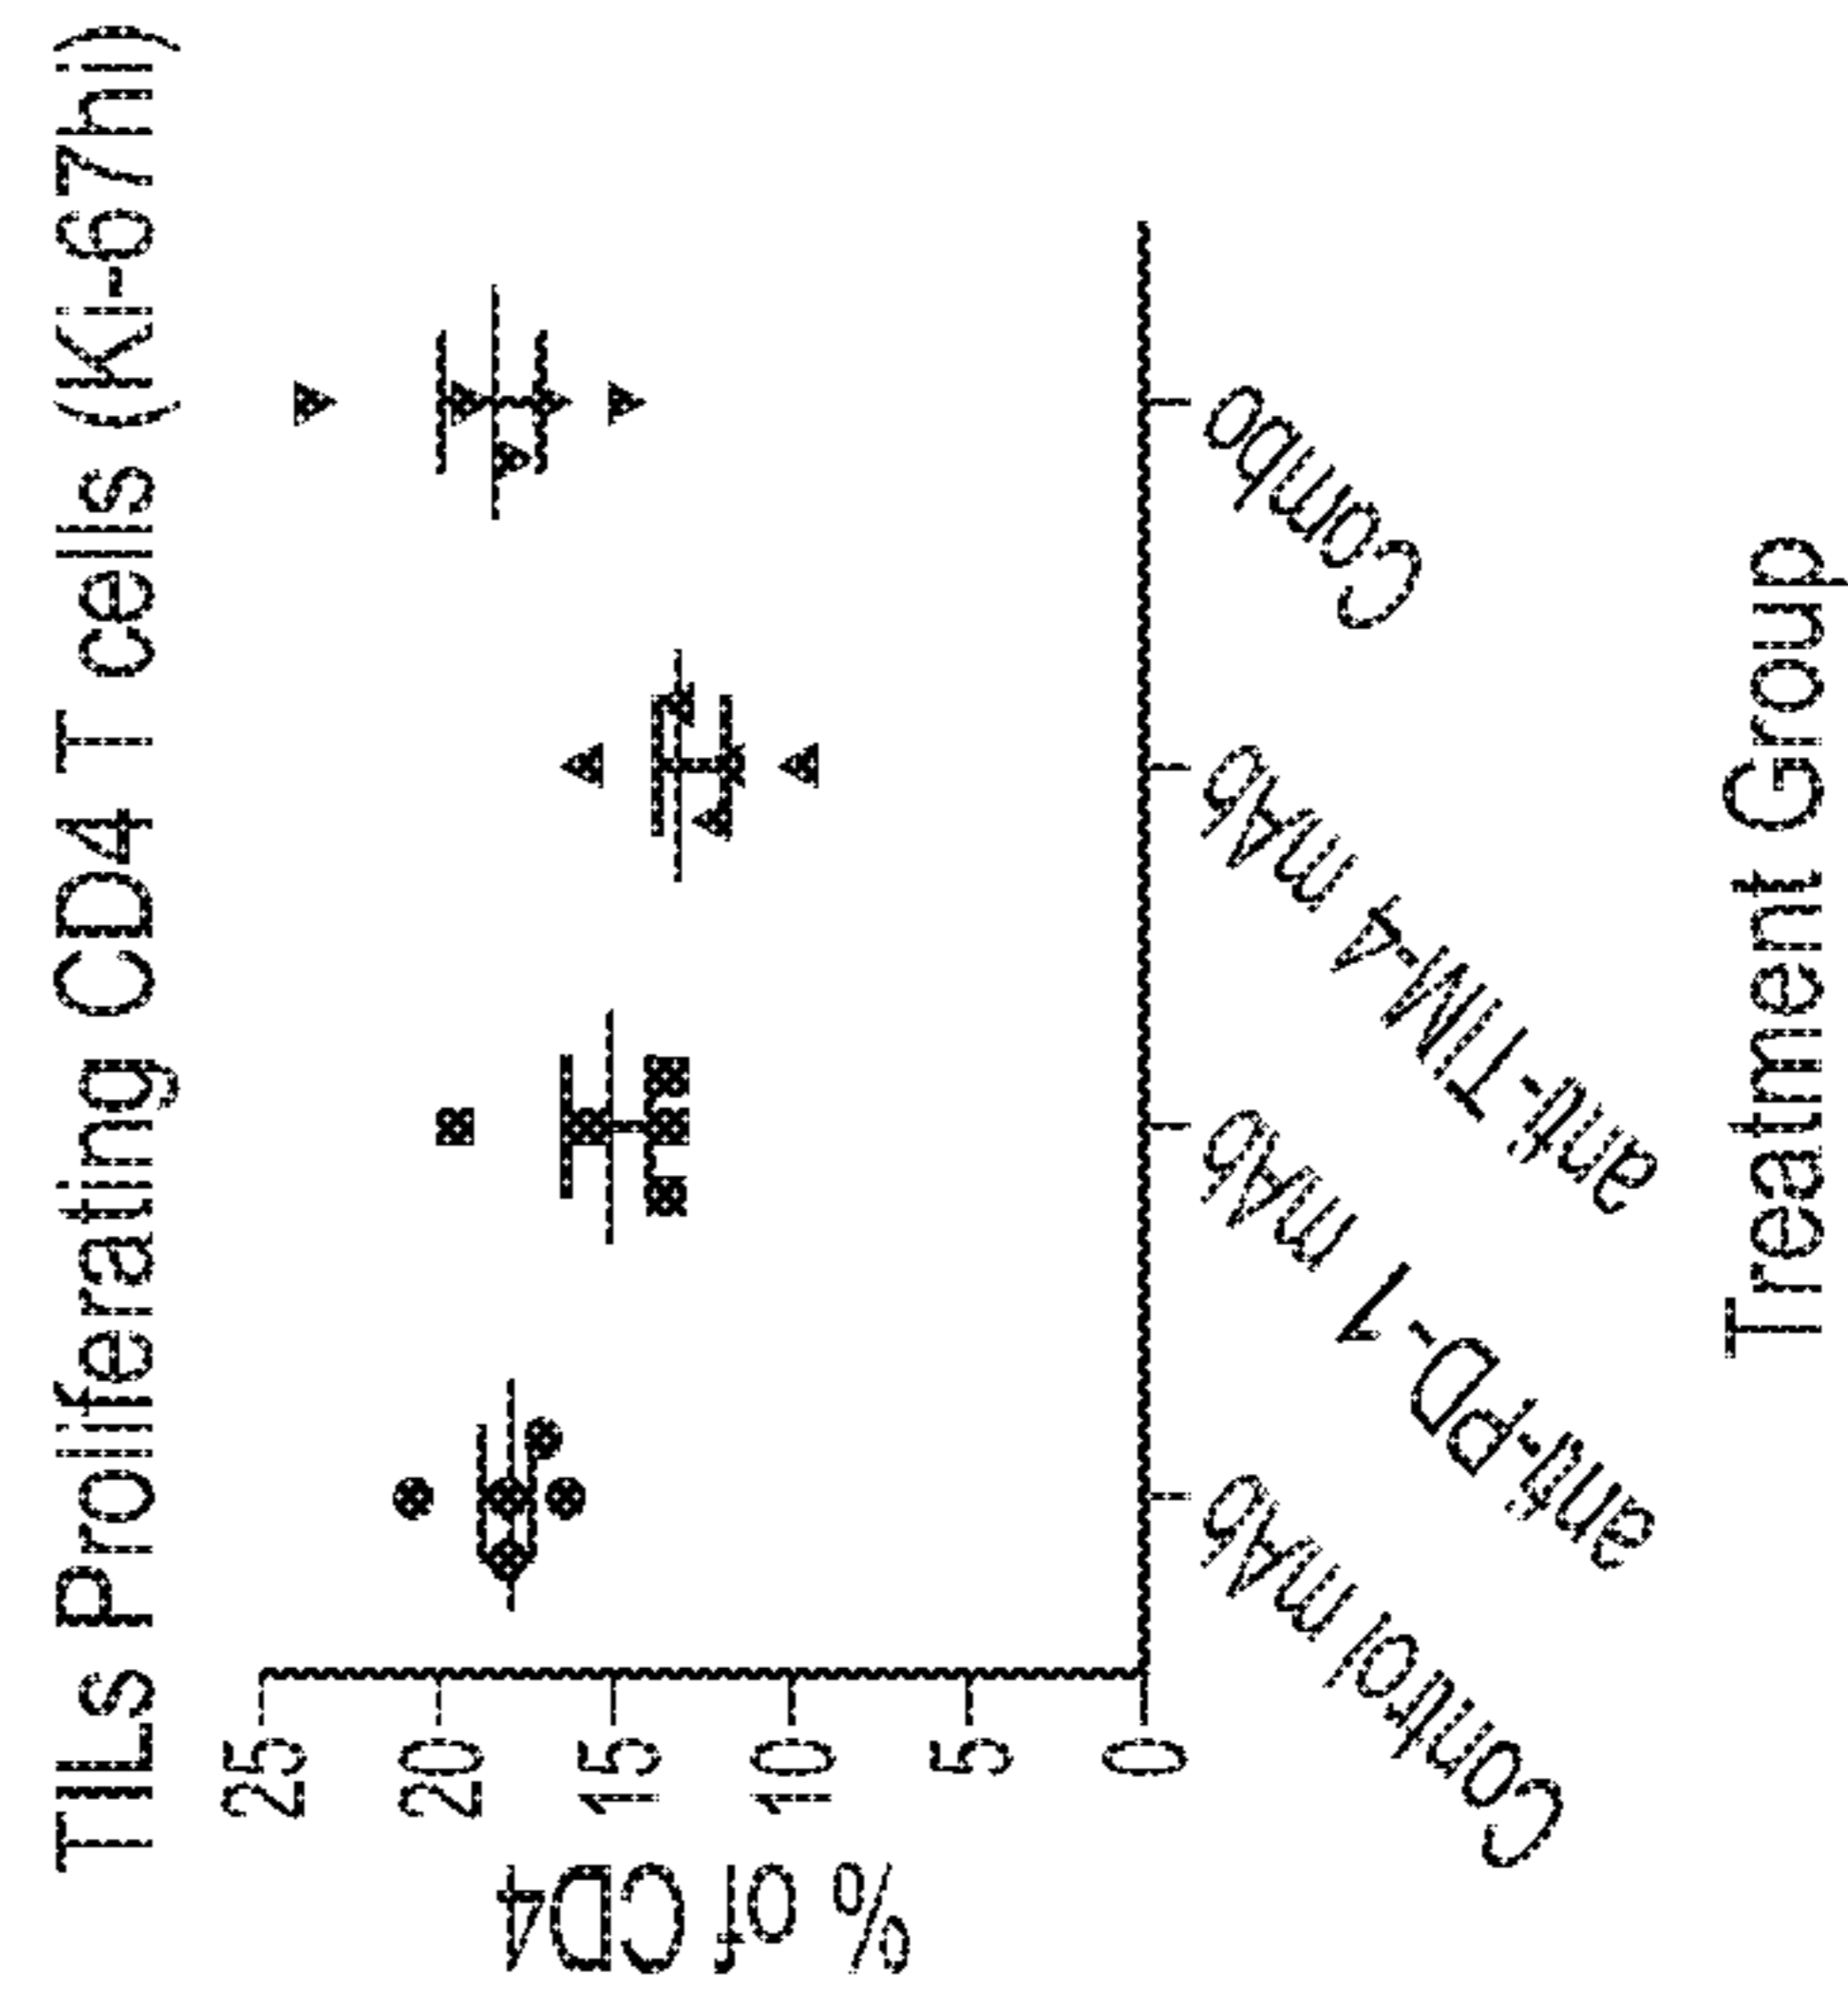 TILs Proliferating CD4 T cells (Ki-67hi)
% of CD4
25
20
15
10
5
0
Control mAb
anti-PD-1 mAb
anti-TIM-4 mAb
Combo
Treatment Group